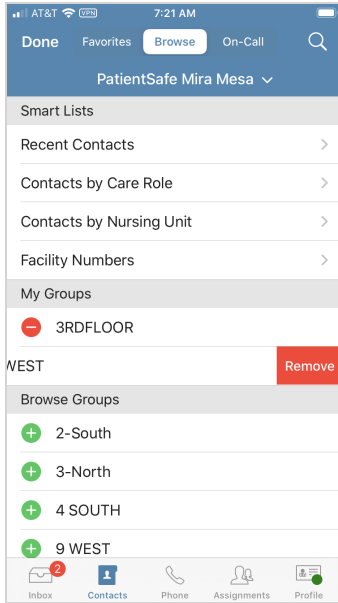 AT&T VPN 7:21 AM
Done Favorites Browse On-Call
PatientSafe Mira Mesa
Smart Lists
Recent Contacts
Contacts by Care Role
Contacts by Nursing Unit
Facility Numbers
My Groups
3RDFLOOR
WEST Remove
Browse Groups
2-South
3-North
4 SOUTH
9 WEST
2
Inbox Contacts Phone Assignments Profile